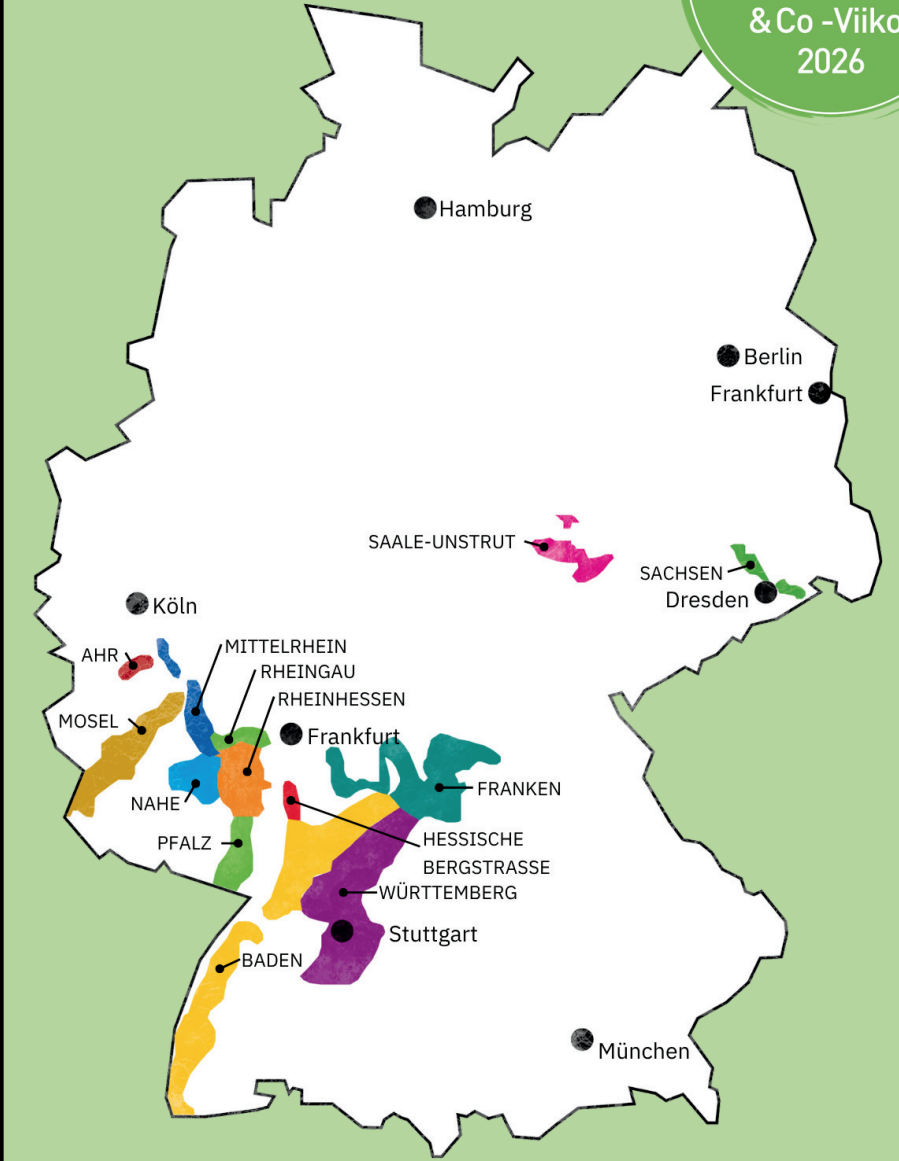 & Co -Viiko
2026
Hamburg
Berlin
Frankfurt
SAALE-UNSTRUT
SACHSEN
Dresden
Köln
AHR
MITTELRHEIN
RHEINGAU
RHEINHESSEN
MOSEL
Frankfurt
NAHE
FRANKEN
PFALZ
HESSISCHE
BERGSTRASSE
WÜRTTEMBERG
Stuttgart
BADEN
München